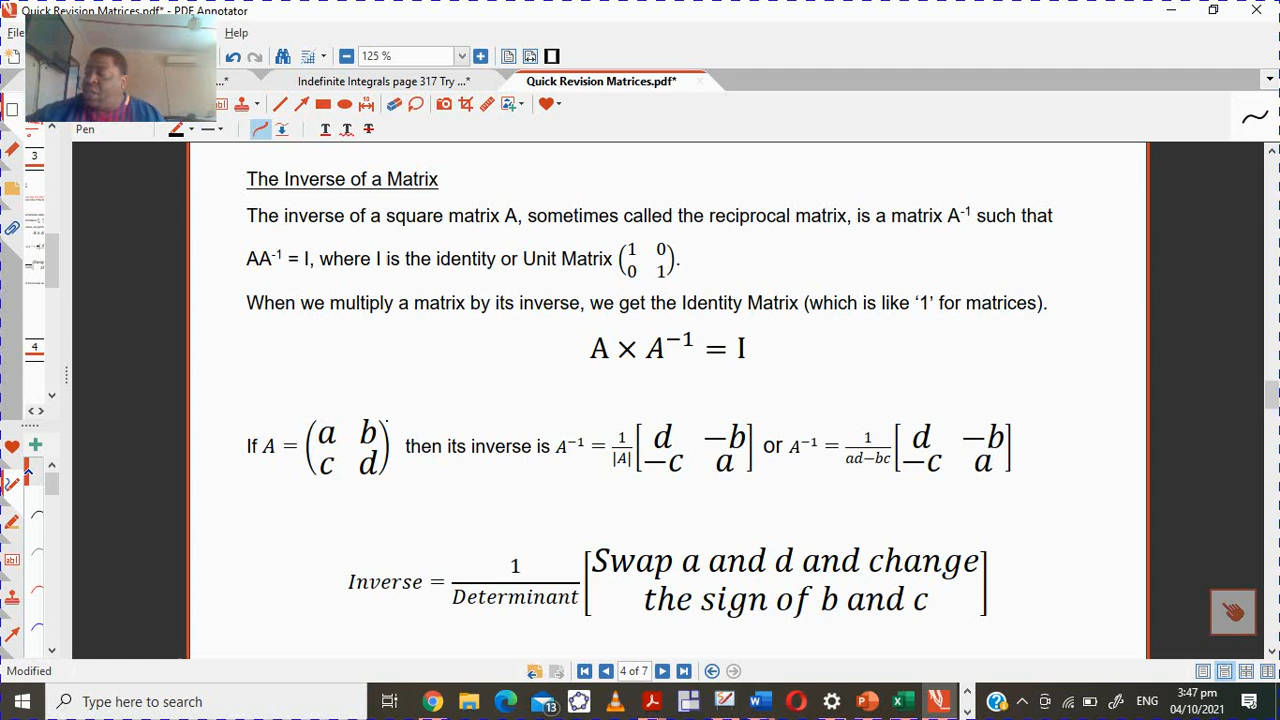 Quick Revision Matrices.pdf* - PDF Annotator
Help
125 %
Indefinite Integrals page 317 Try ...*
Quick Revision Matrices.pdf*
Pen
3
4
The Inverse of a Matrix
The inverse of a square matrix A, sometimes called the reciprocal matrix, is a matrix A⁻¹ such that
AA⁻¹ = I, where I is the identity or Unit Matrix (1 0
0 1).
When we multiply a matrix by its inverse, we get the Identity Matrix (which is like ‘1’ for matrices).
A × A⁻¹ = I
If A = (a b
c d) then its inverse is A⁻¹ = 1/|A| [d −b
−c a] or A⁻¹ = 1/ad−bc [d −b
−c a]
Inverse = 1/Determinant [Swap a and d and change
the sign of b and c]
Modified
4 of 7
Type here to search
13
ENG
3:47 pm
04/10/2021